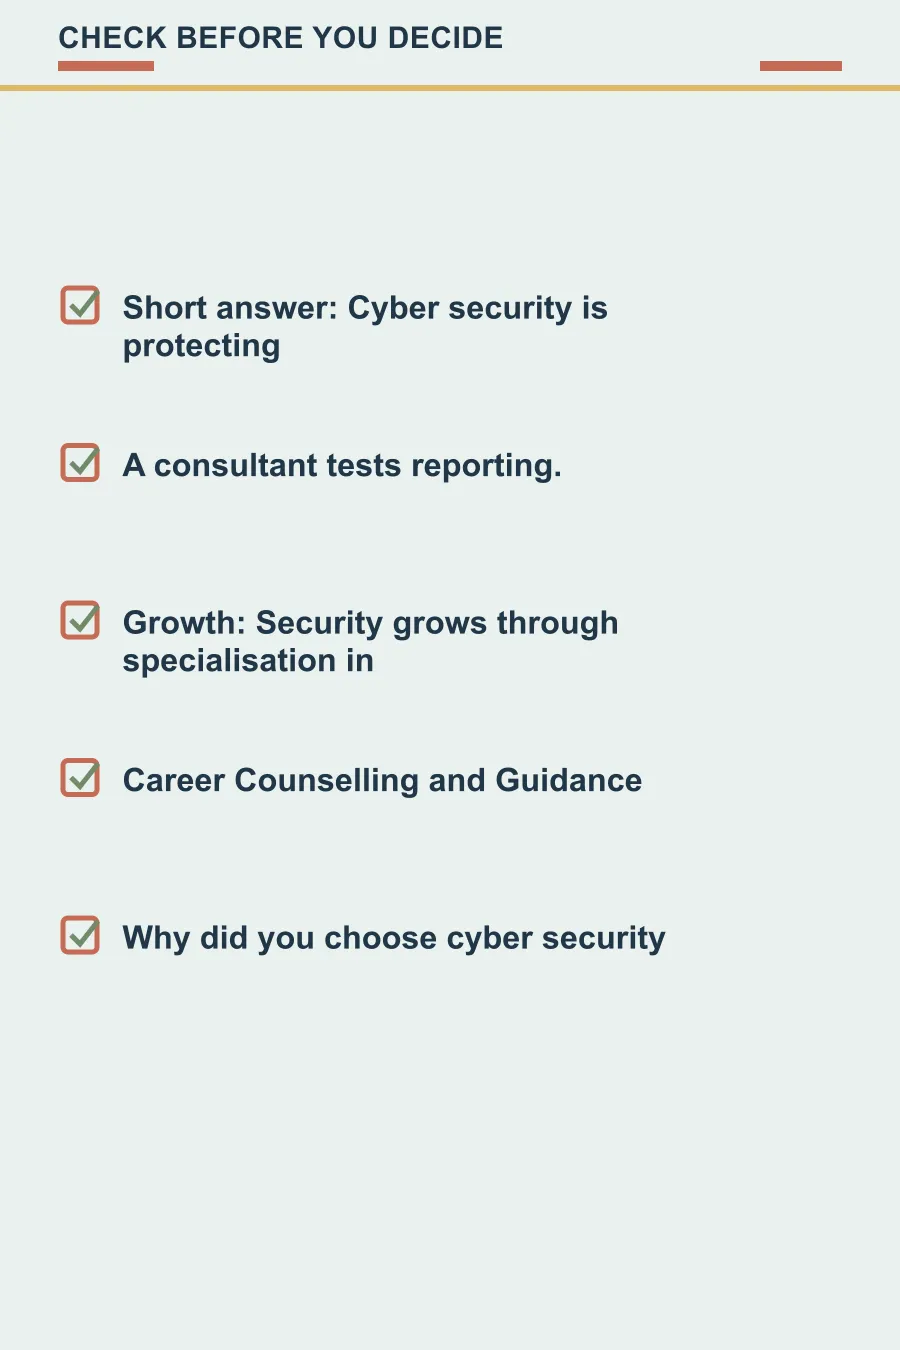 CHECK BEFORE YOU DECIDE
Short answer: Cyber security is
protecting
A consultant tests reporting.
Growth: Security grows through
specialisation in
Career Counselling and Guidance
Why did you choose cyber security